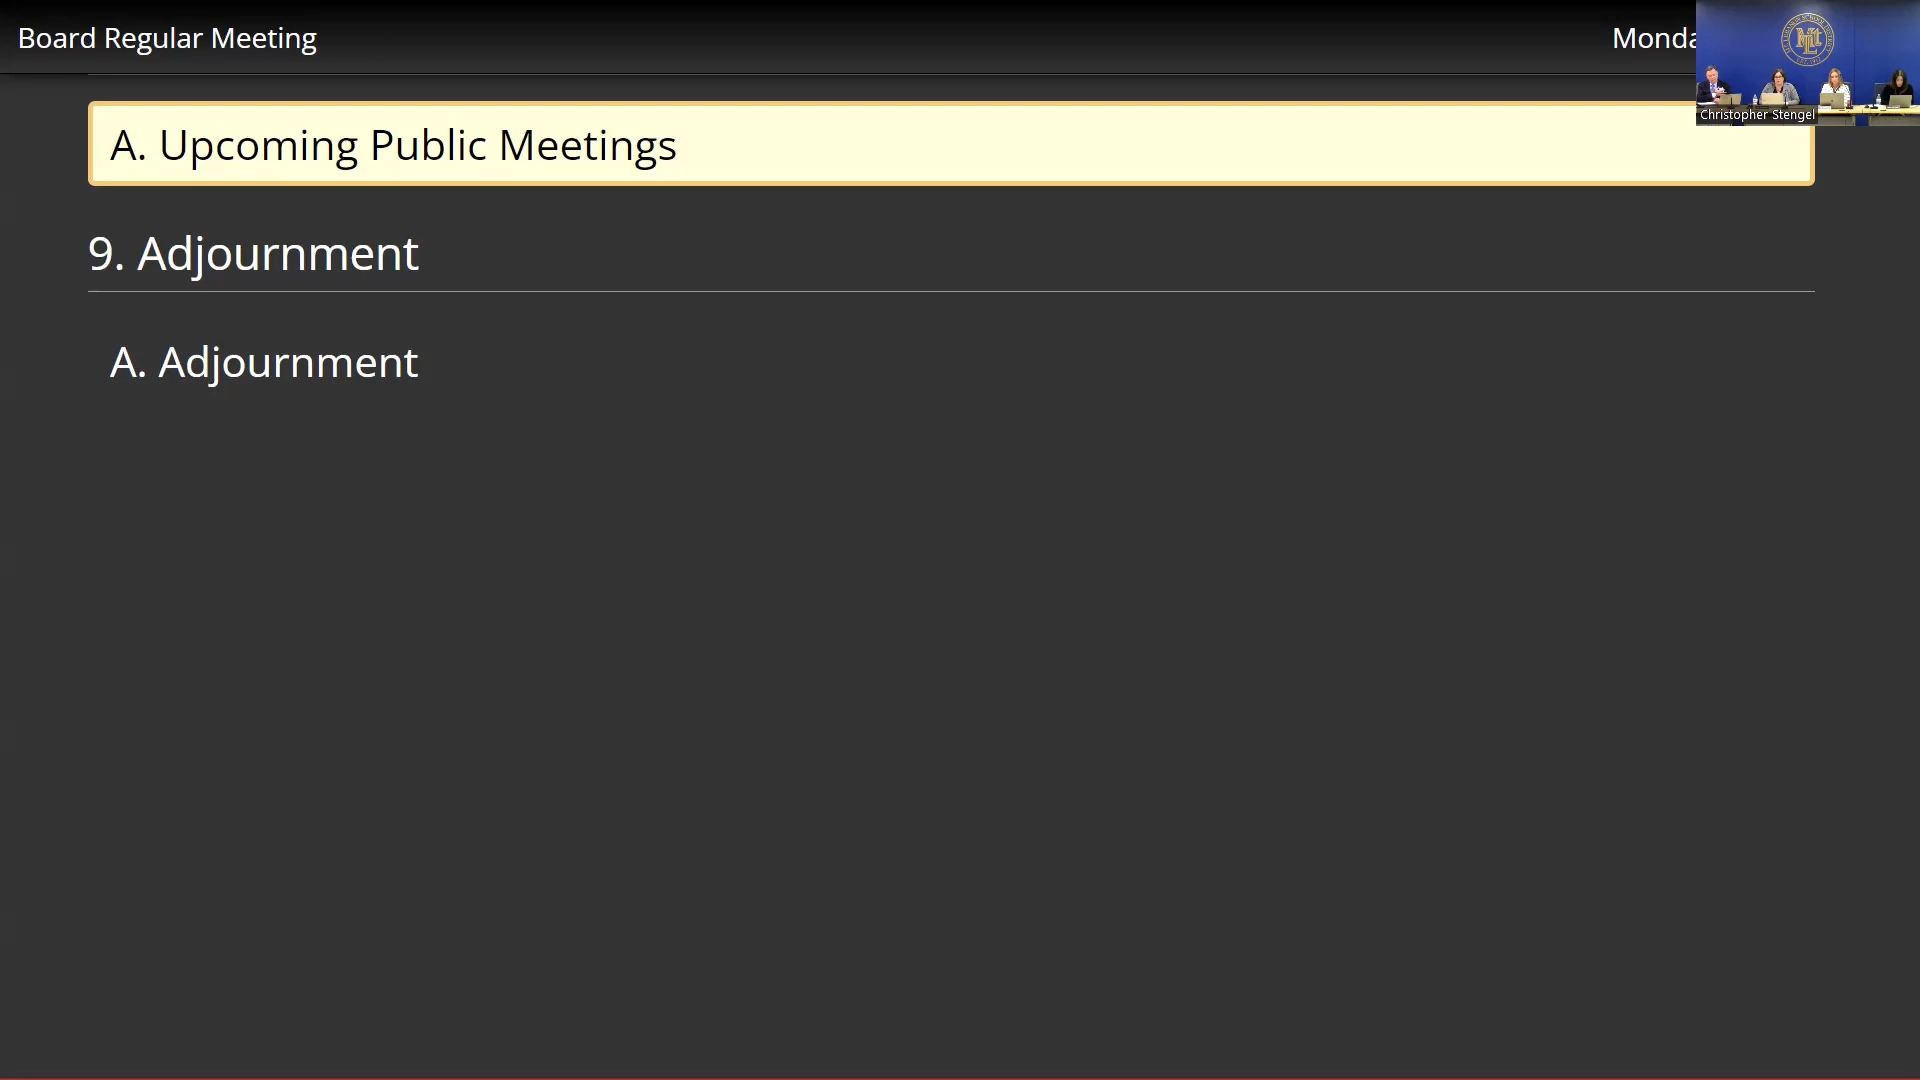 Board Regular Meeting
Monda
Christopher Stengel
A. Upcoming Public Meetings
9. Adjournment
A. Adjournment